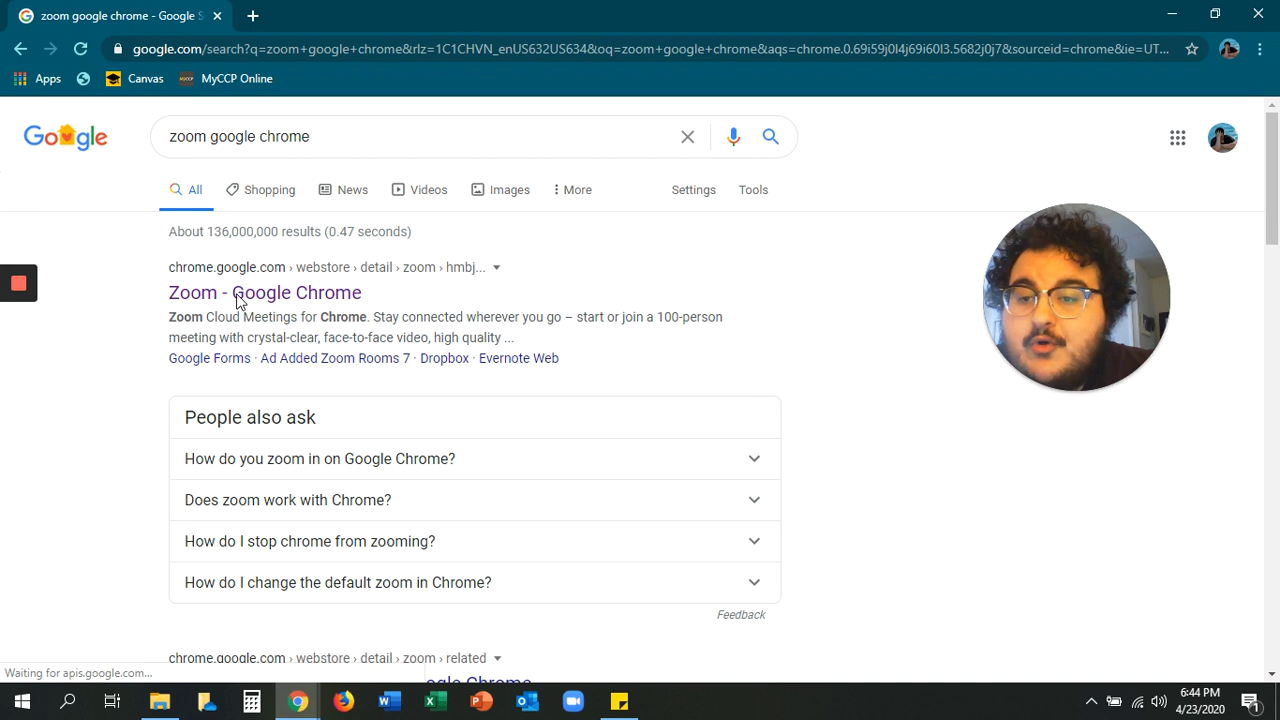 zoom google chrome - Google S
google.com/search?q=zoom+google+chrome&rlz=1C1CHVN_enUS632US634&oq=zoom+google+chrome&aqs=chrome.0.69i59j0l4j69i60l3.5682j0j7&sourceid=chrome&ie=UT...
Apps Canvas MyCCP Online
Google
zoom google chrome
All Shopping News Videos Images More Settings Tools
About 136,000,000 results (0.47 seconds)
chrome.google.com › webstore › detail › zoom › hmbj...
Zoom - Google Chrome
Zoom Cloud Meetings for Chrome. Stay connected wherever you go – start or join a 100-person
meeting with crystal-clear, face-to-face video, high quality ...
Google Forms · Ad Added Zoom Rooms 7 · Dropbox · Evernote Web
People also ask
How do you zoom in on Google Chrome?
Does zoom work with Chrome?
How do I stop chrome from zooming?
How do I change the default zoom in Chrome?
Feedback
chrome.google.com › webstore › detail › zoom › related
ogle Chrome
Waiting for apis.google.com...
6:44 PM
4/23/2020